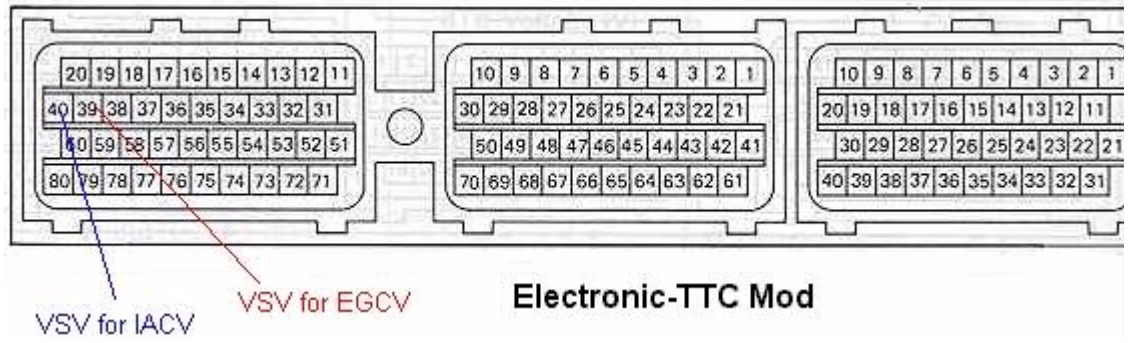 20 19 18 17 16 15 14 13 12 11
40 39 38 37 36 35 34 33 32 31
60 59 58 57 56 55 54 53 52 51
80 79 78 77 76 75 74 73 72 71
10 9 8 7 6 5 4 3 2 1
30 29 28 27 26 25 24 23 22 21
50 49 48 47 46 45 44 43 42 41
70 69 68 67 66 65 64 63 62 61
10 9 8 7 6 5 4 3 2 1
20 19 18 17 16 15 14 13 12 11
30 29 28 27 26 25 24 23 22 21
40 39 38 37 36 35 34 33 32 31
VSV for IACV
VSV for EGCV
Electronic-TTC Mod